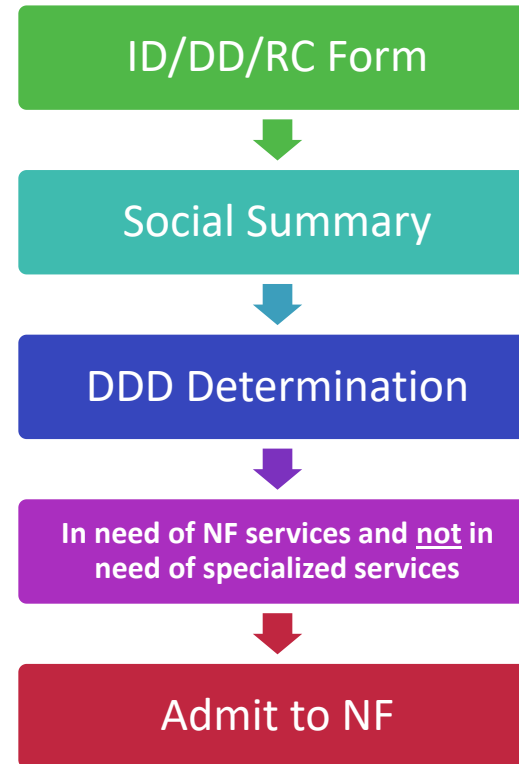 ID/DD/RC Form
Social Summary
DDD Determination
In need of NF services and not in
need of specialized services
Admit to NF